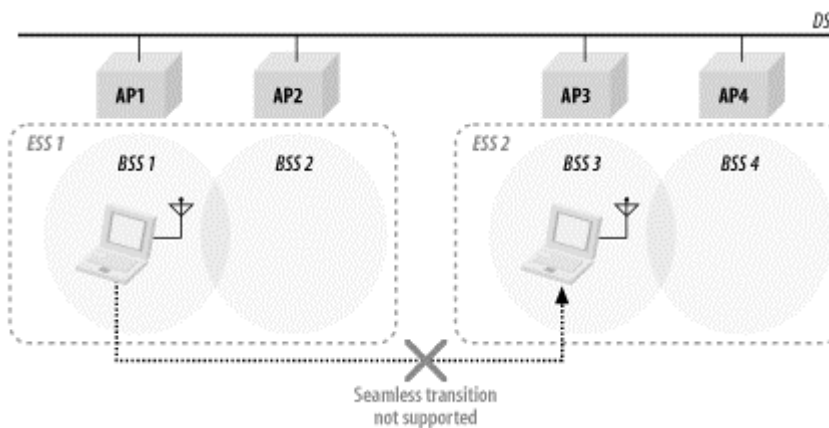 DS
AP1
AP2
AP3
AP4
ESS 1
BSS 1
BSS 2
ESS 2
BSS 3
BSS 4
Seamless transition
not supported